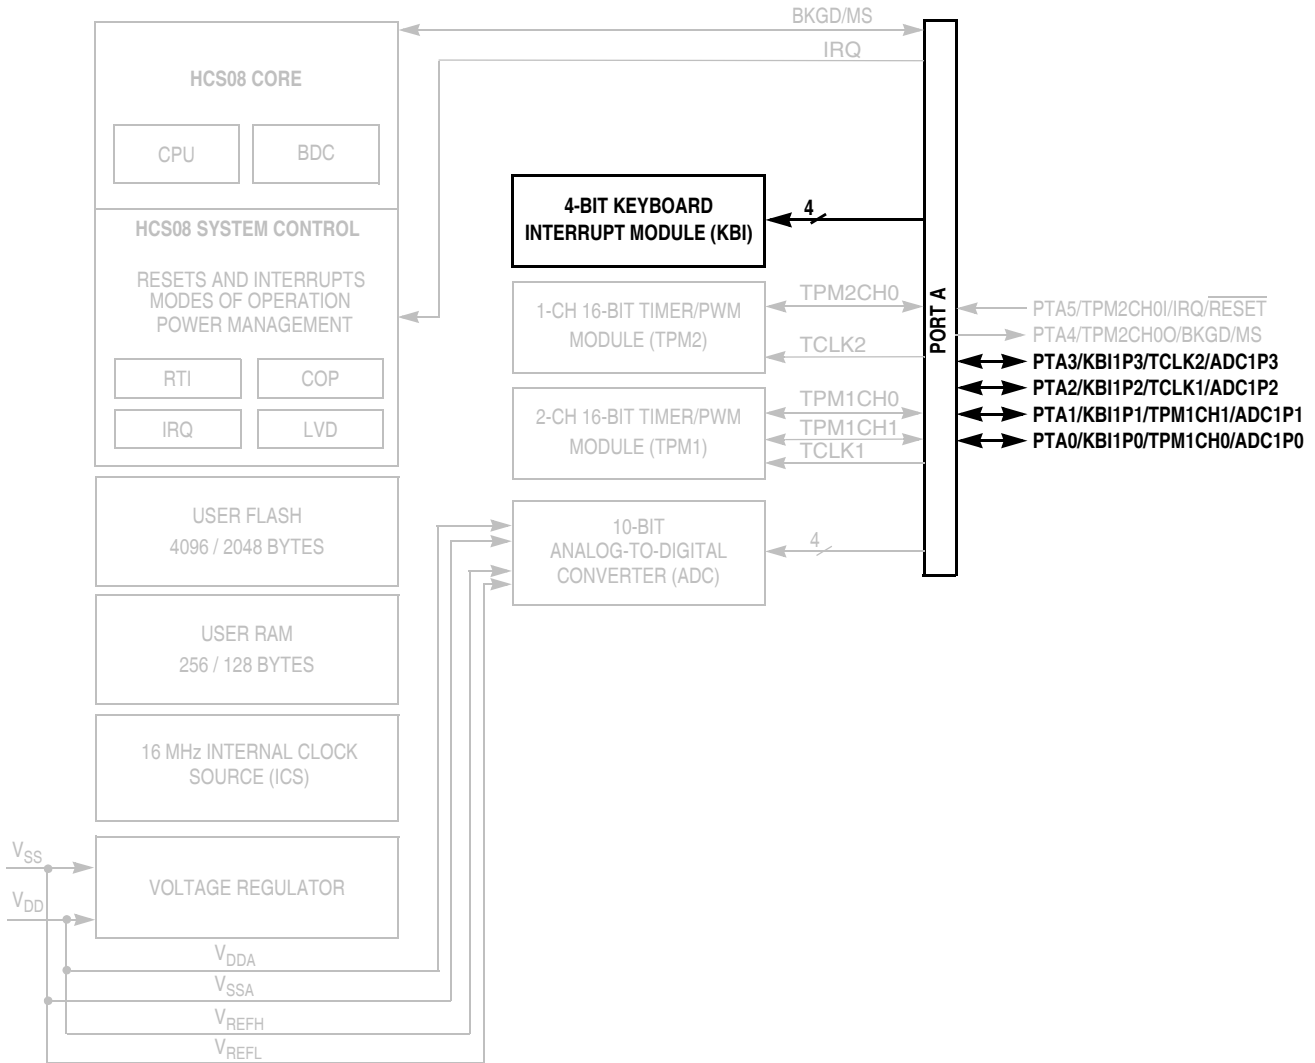 BKGD/MS
IRQ
HCS08 CORE
CPU
BDC
HCS08 SYSTEM CONTROL
RESETS AND INTERRUPTS
MODES OF OPERATION
POWER MANAGEMENT
RTI
COP
IRQ
LVD
USER FLASH
4096 / 2048 BYTES
USER RAM
256 / 128 BYTES
16 MHz INTERNAL CLOCK
SOURCE (ICS)
VOLTAGE REGULATOR
VSS
VDD
VDDA
VSSA
VREFH
VREFL
4-BIT KEYBOARD
INTERRUPT MODULE (KBI)
4
1-CH 16-BIT TIMER/PWM
MODULE (TPM2)
TPM2CH0
TCLK2
2-CH 16-BIT TIMER/PWM
MODULE (TPM1)
TPM1CH0
TPM1CH1
TCLK1
10-BIT
ANALOG-TO-DIGITAL
CONVERTER (ADC)
4
PORT A
PTA5/TPM2CH0I/IRQ/RESET
PTA4/TPM2CH0O/BKGD/MS
PTA3/KBI1P3/TCLK2/ADC1P3
PTA2/KBI1P2/TCLK1/ADC1P2
PTA1/KBI1P1/TPM1CH1/ADC1P1
PTA0/KBI1P0/TPM1CH0/ADC1P0